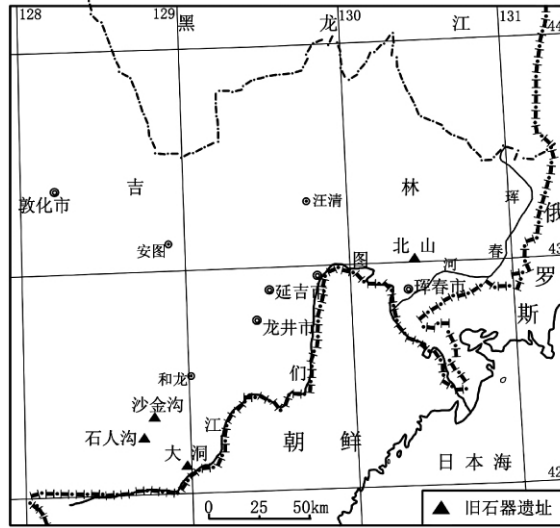 128 129 130 131
黑 龙 江
44
吉 林
敦化市
汪清
珲
俄
安图
北山
春
43
图
河
罗
延吉市
珲春市
斯
龙井市
们
和龙
沙金沟
江
朝 鲜
石人沟
大洞
日本海
42
0 25 50km
▲ 旧石器遗址